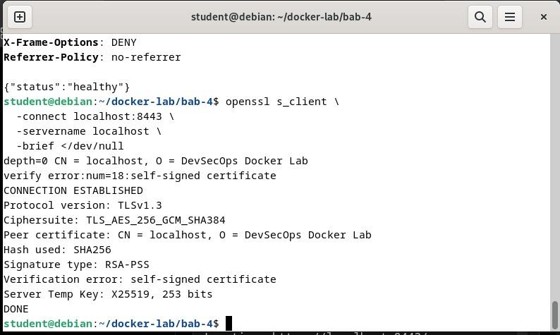 student@debian: ~/docker-lab/bab-4
X-Frame-Options: DENY
Referrer-Policy: no-referrer
{"status":"healthy"}
student@debian:~/docker-lab/bab-4$ openssl s_client \
  -connect localhost:8443 \
  -servername localhost \
  -brief </dev/null
depth=0 CN = localhost, O = DevSecOps Docker Lab
verify error:num=18:self-signed certificate
CONNECTION ESTABLISHED
Protocol version: TLSv1.3
Ciphersuite: TLS_AES_256_GCM_SHA384
Peer certificate: CN = localhost, O = DevSecOps Docker Lab
Hash used: SHA256
Signature type: RSA-PSS
Verification error: self-signed certificate
Server Temp Key: X25519, 253 bits
DONE
student@debian:~/docker-lab/bab-4$